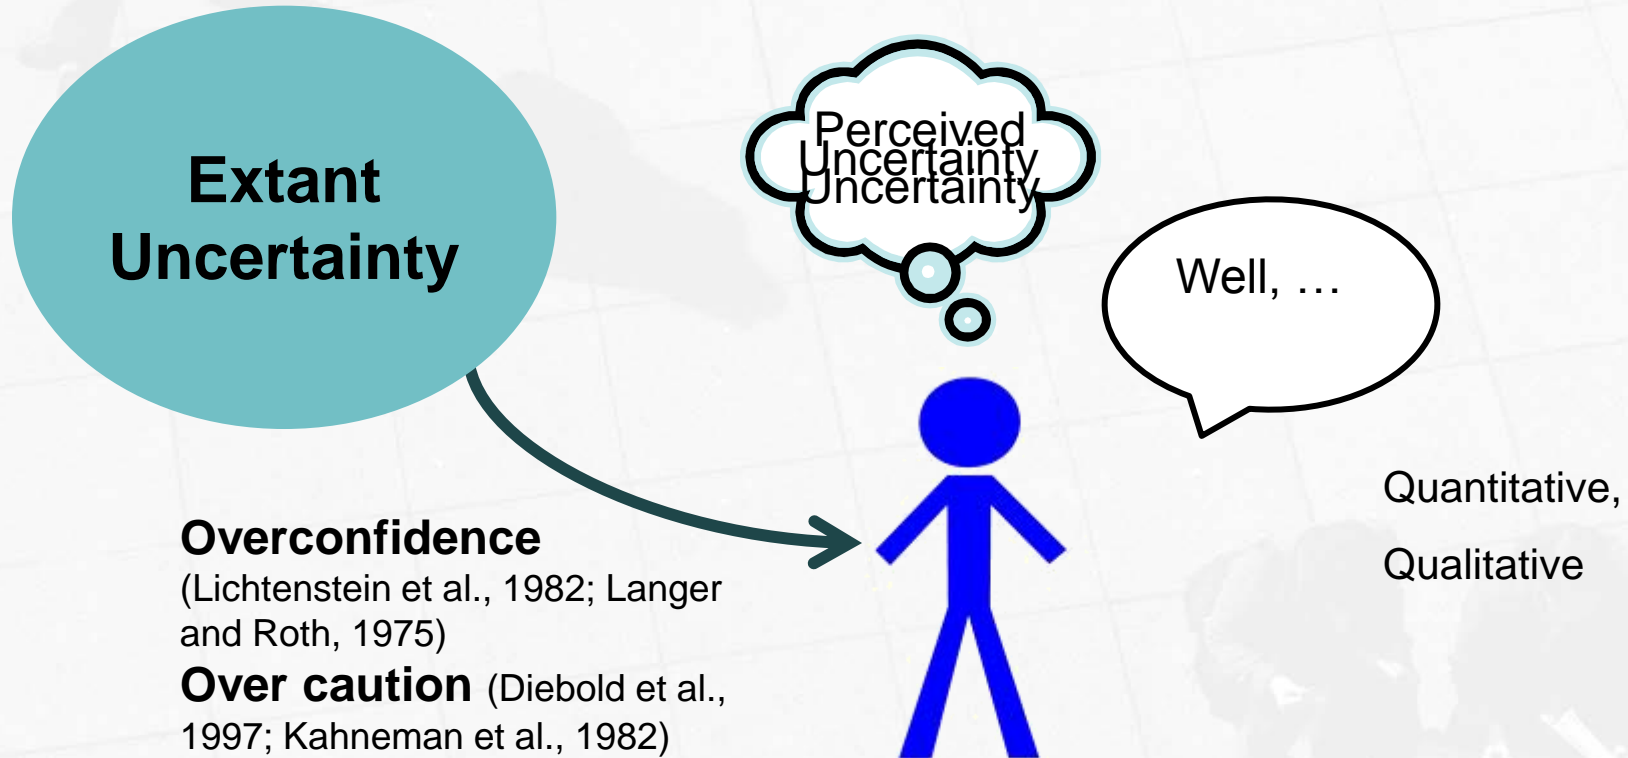 Extant
Uncertainty
Perceived
Uncertainty
Uncertainty
Well, …
Quantitative,
Qualitative
Overconfidence
(Lichtenstein et al., 1982; Langer
and Roth, 1975)
Over caution (Diebold et al.,
1997; Kahneman et al., 1982)